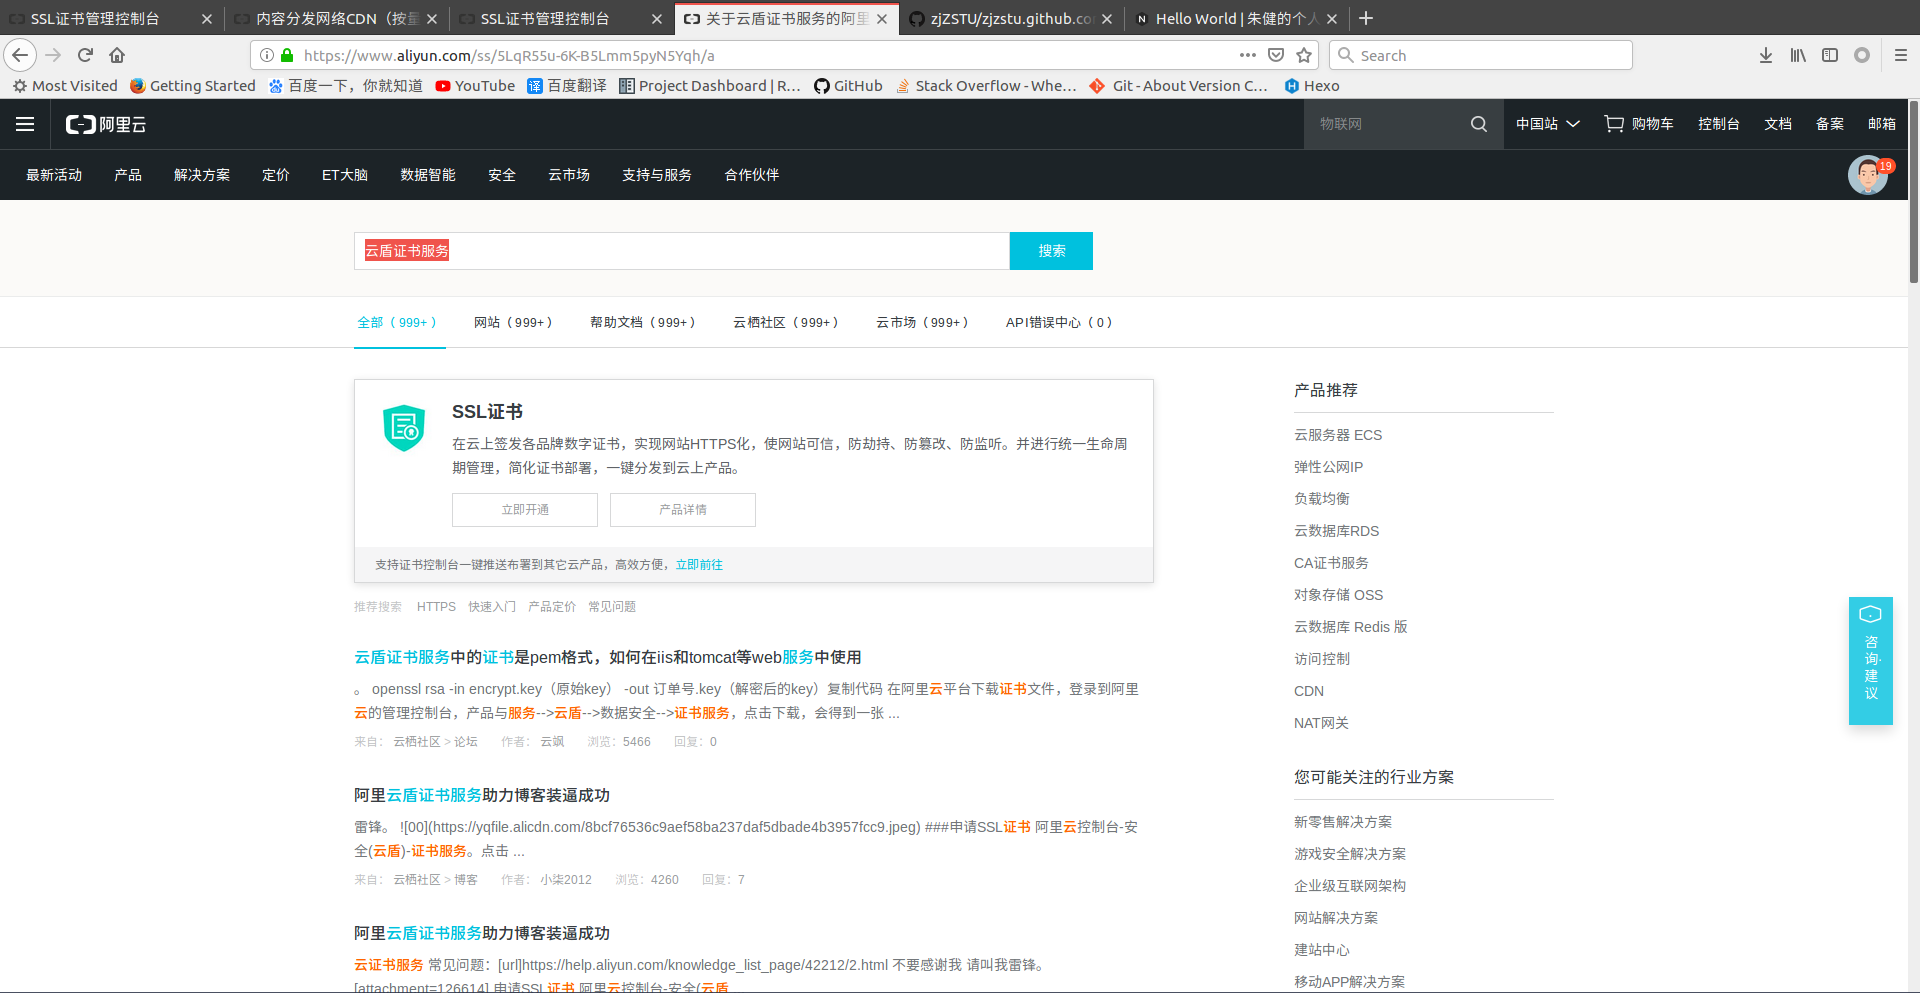 SSL证书管理控制台
内容分发网络CDN（按量
SSL证书管理控制台
关于云盾证书服务的阿里
zjZSTU/zjzstu.github.co
Hello World | 朱健的个人
https://www.aliyun.com/ss/5LqR55u-6K-B5Lmm5pyN5Yqh/a
Search
Most Visited
Getting Started
百度一下，你就知道
YouTube
译 百度翻译
Project Dashboard | R…
GitHub
Stack Overflow - Whe…
Git - About Version C…
Hexo
阿里云
物联网
中国站
购物车
控制台
文档
备案
邮箱
最新活动
产品
解决方案
定价
ET大脑
数据智能
安全
云市场
支持与服务
合作伙伴
19
云盾证书服务
搜索
全部（ 999+ ）
网站（ 999+ ）
帮助文档（ 999+ ）
云栖社区（ 999+ ）
云市场（ 999+ ）
API错误中心（ 0 ）
SSL证书
在云上签发各品牌数字证书，实现网站HTTPS化，使网站可信，防劫持、防篡改、防监听。并进行统一生命周
期管理，简化证书部署，一键分发到云上产品。
立即开通
产品详情
支持证书控制台一键推送布署到其它云产品，高效方便，立即前往
推荐搜索 HTTPS 快速入门 产品定价 常见问题
云盾证书服务中的证书是pem格式，如何在iis和tomcat等web服务中使用
。 openssl rsa -in encrypt.key（原始key） -out 订单号.key（解密后的key）复制代码 在阿里云平台下载证书文件，登录到阿里
云的管理控制台，产品与服务-->云盾-->数据安全-->证书服务，点击下载，会得到一张 ...
来自： 云栖社区 > 论坛 作者： 云飒 浏览：5466 回复：0
阿里云盾证书服务助力博客装逼成功
雷锋。 ![00](https://yqfile.alicdn.com/8bcf76536c9aef58ba237daf5dbade4b3957fcc9.jpeg) ###申请SSL证书 阿里云控制台-安
全(云盾)-证书服务。点击 ...
来自： 云栖社区 > 博客 作者： 小柒2012 浏览：4260 回复：7
阿里云盾证书服务助力博客装逼成功
云证书服务 常见问题：[url]https://help.aliyun.com/knowledge_list_page/42212/2.html 不要感谢我 请叫我雷锋。
[attachment=126614] 申请SSL证书 阿里云控制台-安全(云盾
产品推荐
云服务器 ECS
弹性公网IP
负载均衡
云数据库RDS
CA证书服务
对象存储 OSS
云数据库 Redis 版
访问控制
CDN
NAT网关
您可能关注的行业方案
新零售解决方案
游戏安全解决方案
企业级互联网架构
网站解决方案
建站中心
移动APP解决方案
咨询·建议